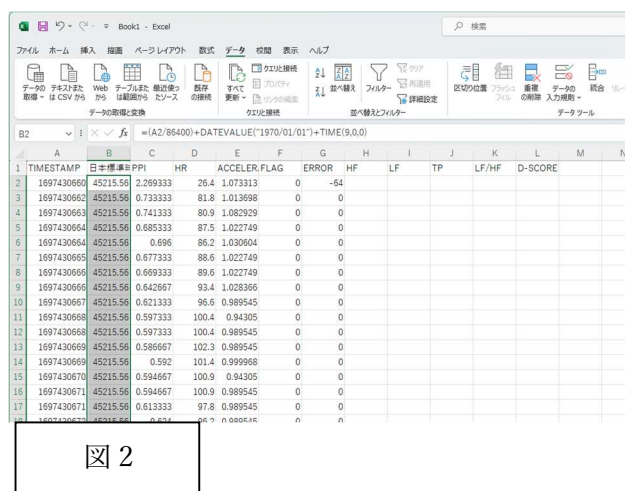 Book1 - Excel
検索
ファイル ホーム 挿入 描画 ページ レイアウト 数式 データ 校閲 表示 ヘルプ
データの取得 テキストまたは CSV から Web から テーブルまたは範囲から 最近使ったソース 既存の接続
データの取得と変換
すべて更新 クエリと接続 プロパティ リンクの編集
クエリと接続
並べ替え フィルター クリア 再適用 詳細設定
並べ替えとフィルター
区切り位置 フラッシュ フィル 重複の削除 データの入力規則 統合
データ ツール
B2 fx =(A2/86400)+DATEVALUE("1970/01/01")+TIME(9,0,0)
A B C D E F G H I J K L M N
1 TIMESTAMP 日本標準時 PPI HR ACCELERA FLAG ERROR HF LF TP LF/HF D-SCORE
2 1697430660 45215.56 2.269333 26.4 1.073313 0 -64
3 1697430662 45215.56 0.733333 81.8 1.013698 0 0
4 1697430663 45215.56 0.741333 80.9 1.082929 0 0
5 1697430664 45215.56 0.685333 87.5 1.022749 0 0
6 1697430664 45215.56 0.696 86.2 1.030604 0 0
7 1697430665 45215.56 0.677333 88.6 1.022749 0 0
8 1697430666 45215.56 0.669333 89.6 1.022749 0 0
9 1697430666 45215.56 0.642667 93.4 1.028366 0 0
10 1697430667 45215.56 0.621333 96.6 0.989545 0 0
11 1697430668 45215.56 0.597333 100.4 0.94305 0 0
12 1697430668 45215.56 0.597333 100.4 0.989545 0 0
13 1697430669 45215.56 0.586667 102.3 0.989545 0 0
14 1697430669 45215.56 0.592 101.4 0.999968 0 0
15 1697430670 45215.56 0.594667 100.9 0.94305 0 0
16 1697430671 45215.56 0.594667 100.9 0.989545 0 0
17 1697430671 45215.56 0.613333 97.8 0.989545 0 0
図 2